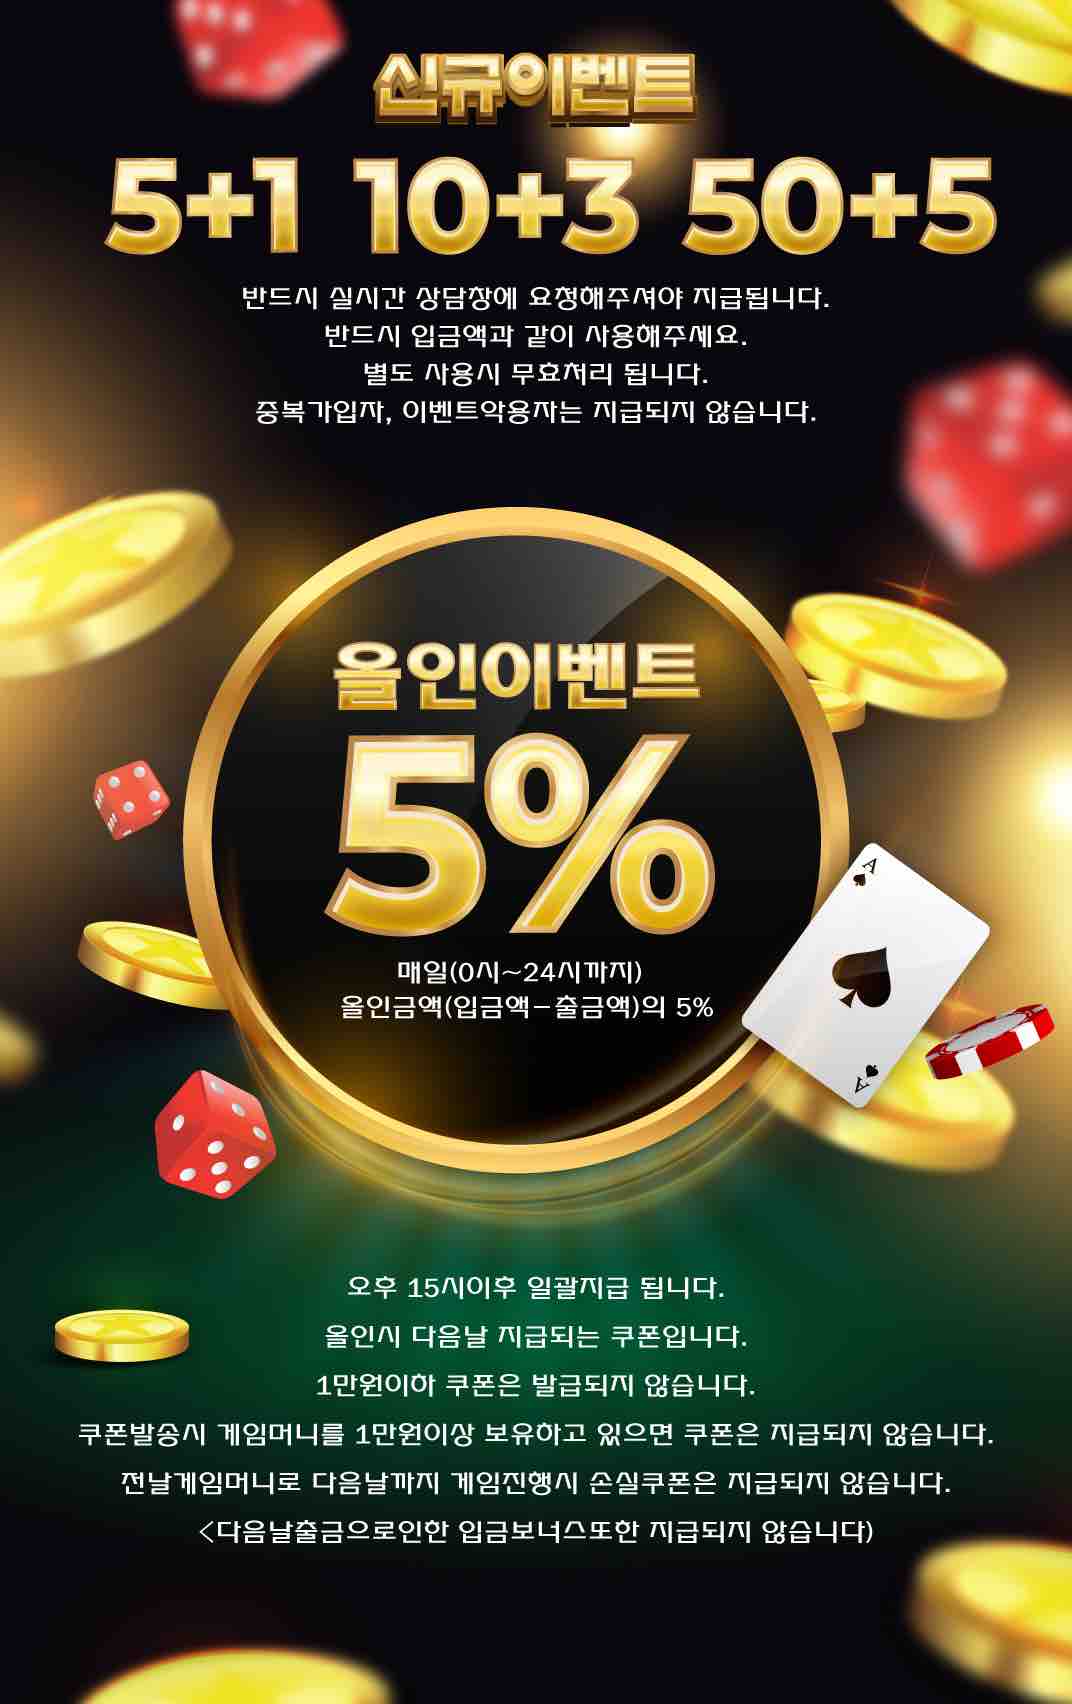 신규이벤트
5+1 10+3 50+5
반드시 실시간 상담창에 요청해주셔야 지급됩니다.
반드시 입금액과 같이 사용해주세요.
별도 사용시 무효처리 됩니다.
중복가입자, 이벤트악용자는 지급되지 않습니다.
올인이벤트
5%
매일(0시~24시까지)
올인금액(입금액-출금액)의 5%
A
A
오후 15시이후 일괄지급 됩니다.
올인시 다음날 지급되는 쿠폰입니다.
1만원이하 쿠폰은 발급되지 않습니다.
쿠폰발송시 게임머니를 1만원이상 보유하고 있으면 쿠폰은 지급되지 않습니다.
전날게임머니로 다음날까지 게임진행시 손실쿠폰은 지급되지 않습니다.
<다음날출금으로인한 입금보너스또한 지급되지 않습니다)